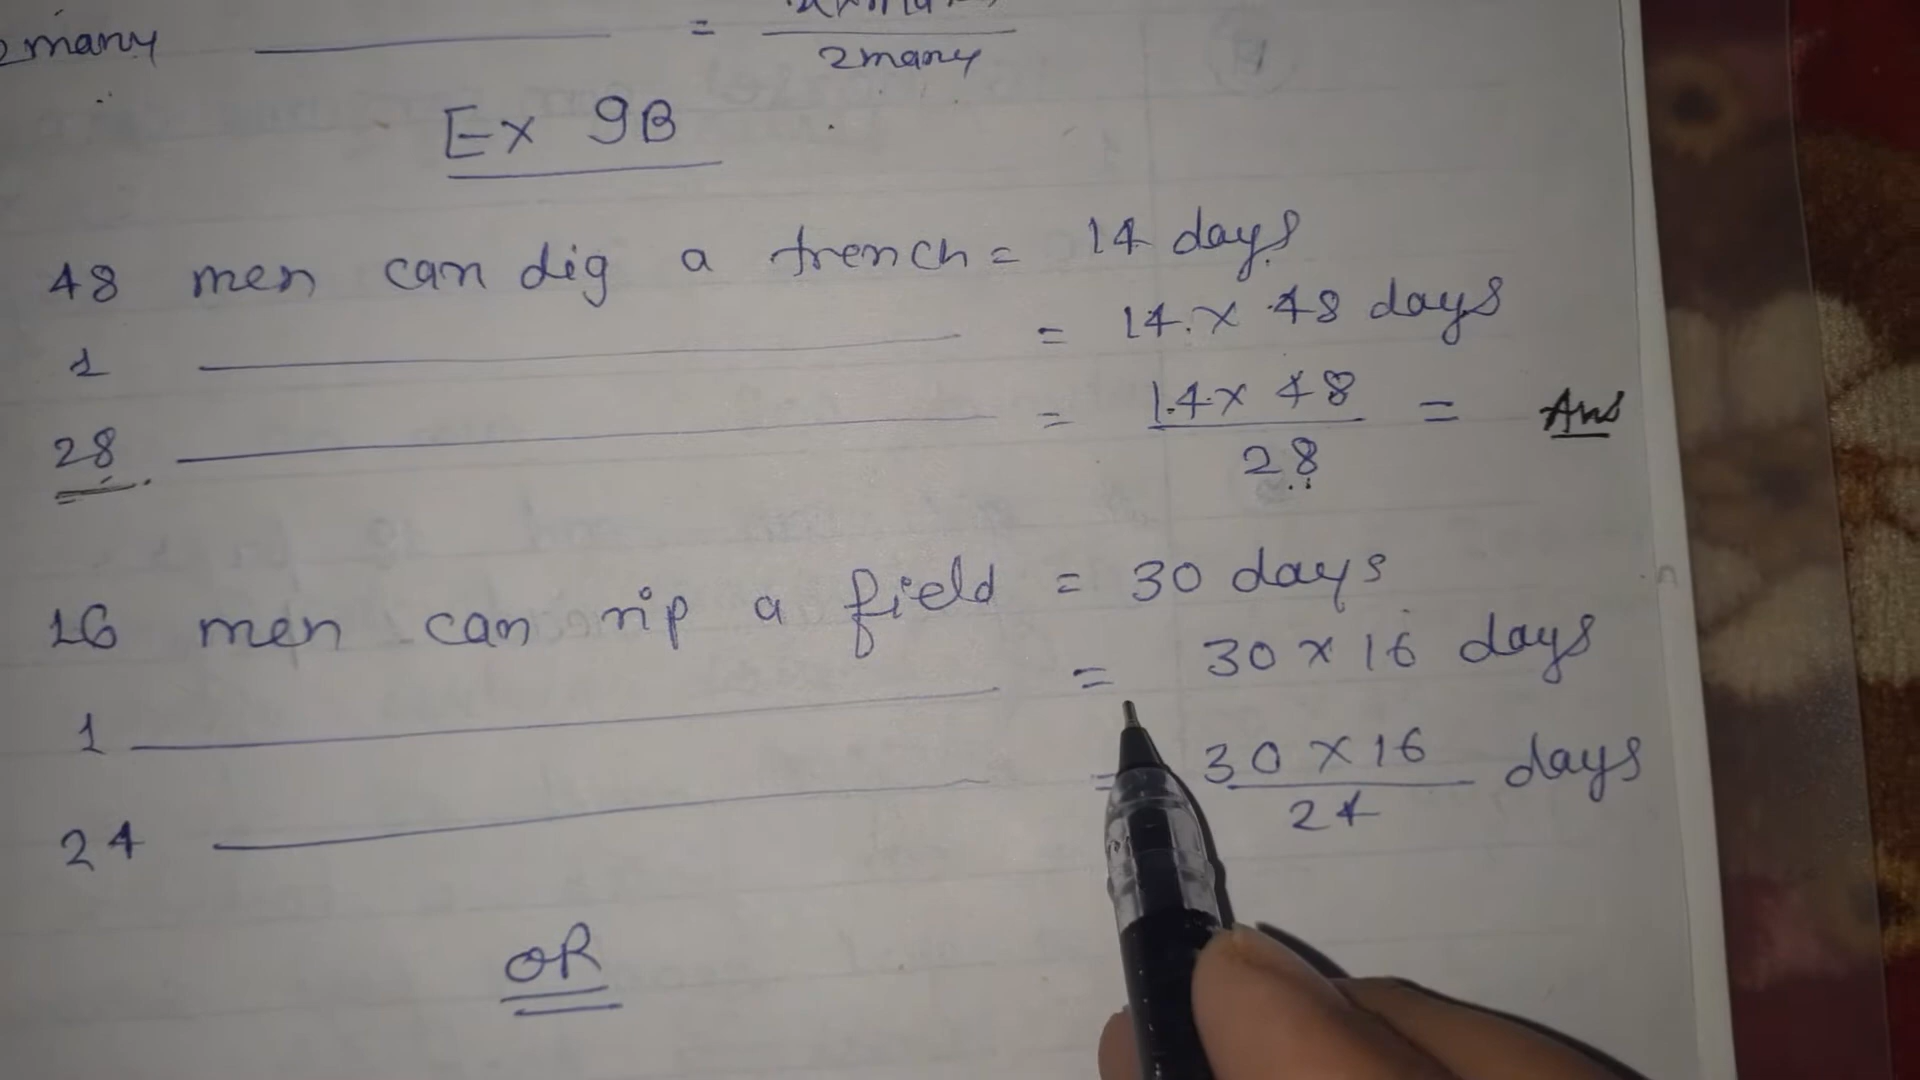 2many = 
2many
Ex 9B
48 men can dig a trench = 14 days
1 = 14 x 48 days
28 = 14 x 48 / 28 = Ans
16 men can rip a field = 30 days
1 = 30 x 16 days
24 = 30 x 16 / 24 days
OR